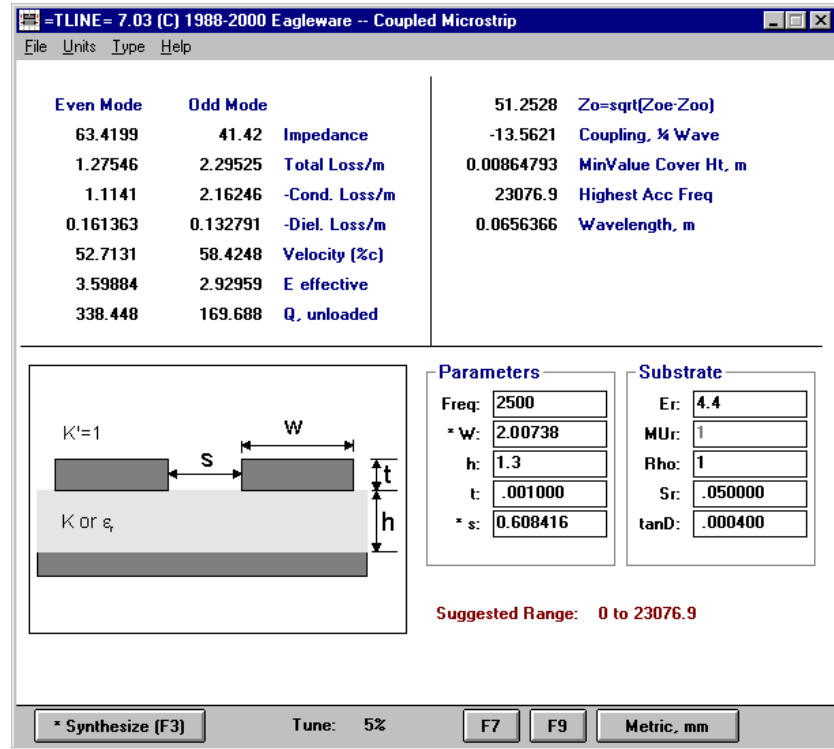 =TLINE= 7.03 (C) 1988-2000 Eagleware -- Coupled Microstrip
File Units Type Help
Even Mode Odd Mode
63.4199 41.42 Impedance
1.27546 2.29525 Total Loss/m
1.1141 2.16246 -Cond. Loss/m
0.161363 0.132791 -Diel. Loss/m
52.7131 58.4248 Velocity (%c)
3.59884 2.92959 E effective
338.448 169.688 Q, unloaded
51.2528 Zo=sqrt(Zoe·Zoo)
-13.5621 Coupling, ¼ Wave
0.00864793 MinValue Cover Ht, m
23076.9 Highest Acc Freq
0.0656366 Wavelength, m
K'=1
W
S
t
K or εr
h
Parameters
Freq: 2500
* W: 2.00738
h: 1.3
t: .001000
* s: 0.608416
Substrate
Er: 4.4
MUr: 1
Rho: 1
Sr: .050000
tanD: .000400
Suggested Range: 0 to 23076.9
* Synthesize (F3) Tune: 5% F7 F9 Metric, mm